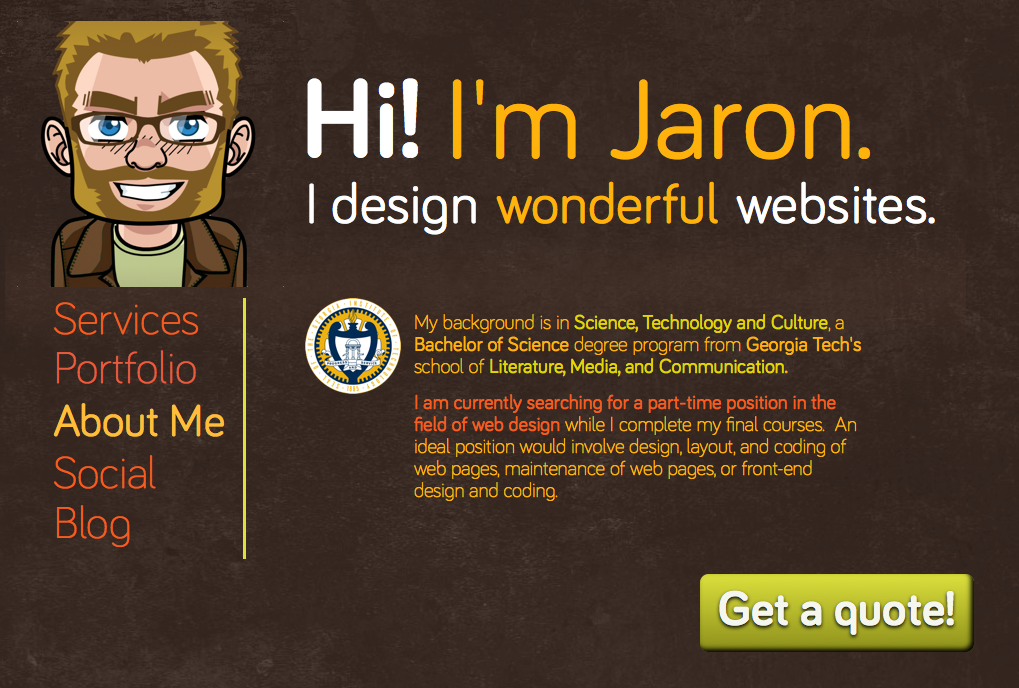 Hi! I'm Jaron.
I design wonderful websites.
Services
Portfolio
About Me
Social
Blog
My background is in Science, Technology and Culture, a
Bachelor of Science degree program from Georgia Tech's
school of Literature, Media, and Communication.
I am currently searching for a part-time position in the
field of web design while I complete my final courses.  An
ideal position would involve design, layout, and coding of
web pages, maintenance of web pages, or front-end
design and coding.
Get a quote!